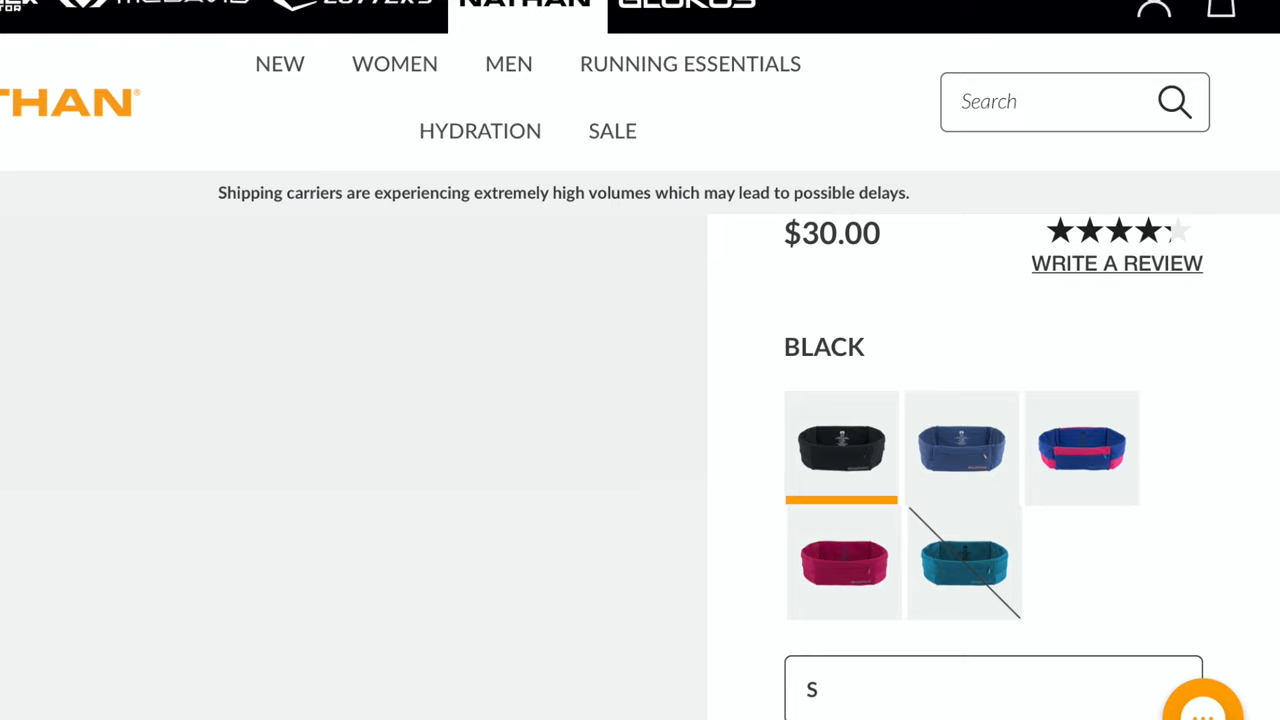 NATHAN
NEW WOMEN MEN RUNNING ESSENTIALS
THAN®
Search
HYDRATION SALE
Shipping carriers are experiencing extremely high volumes which may lead to possible delays.
$30.00
WRITE A REVIEW
BLACK
S